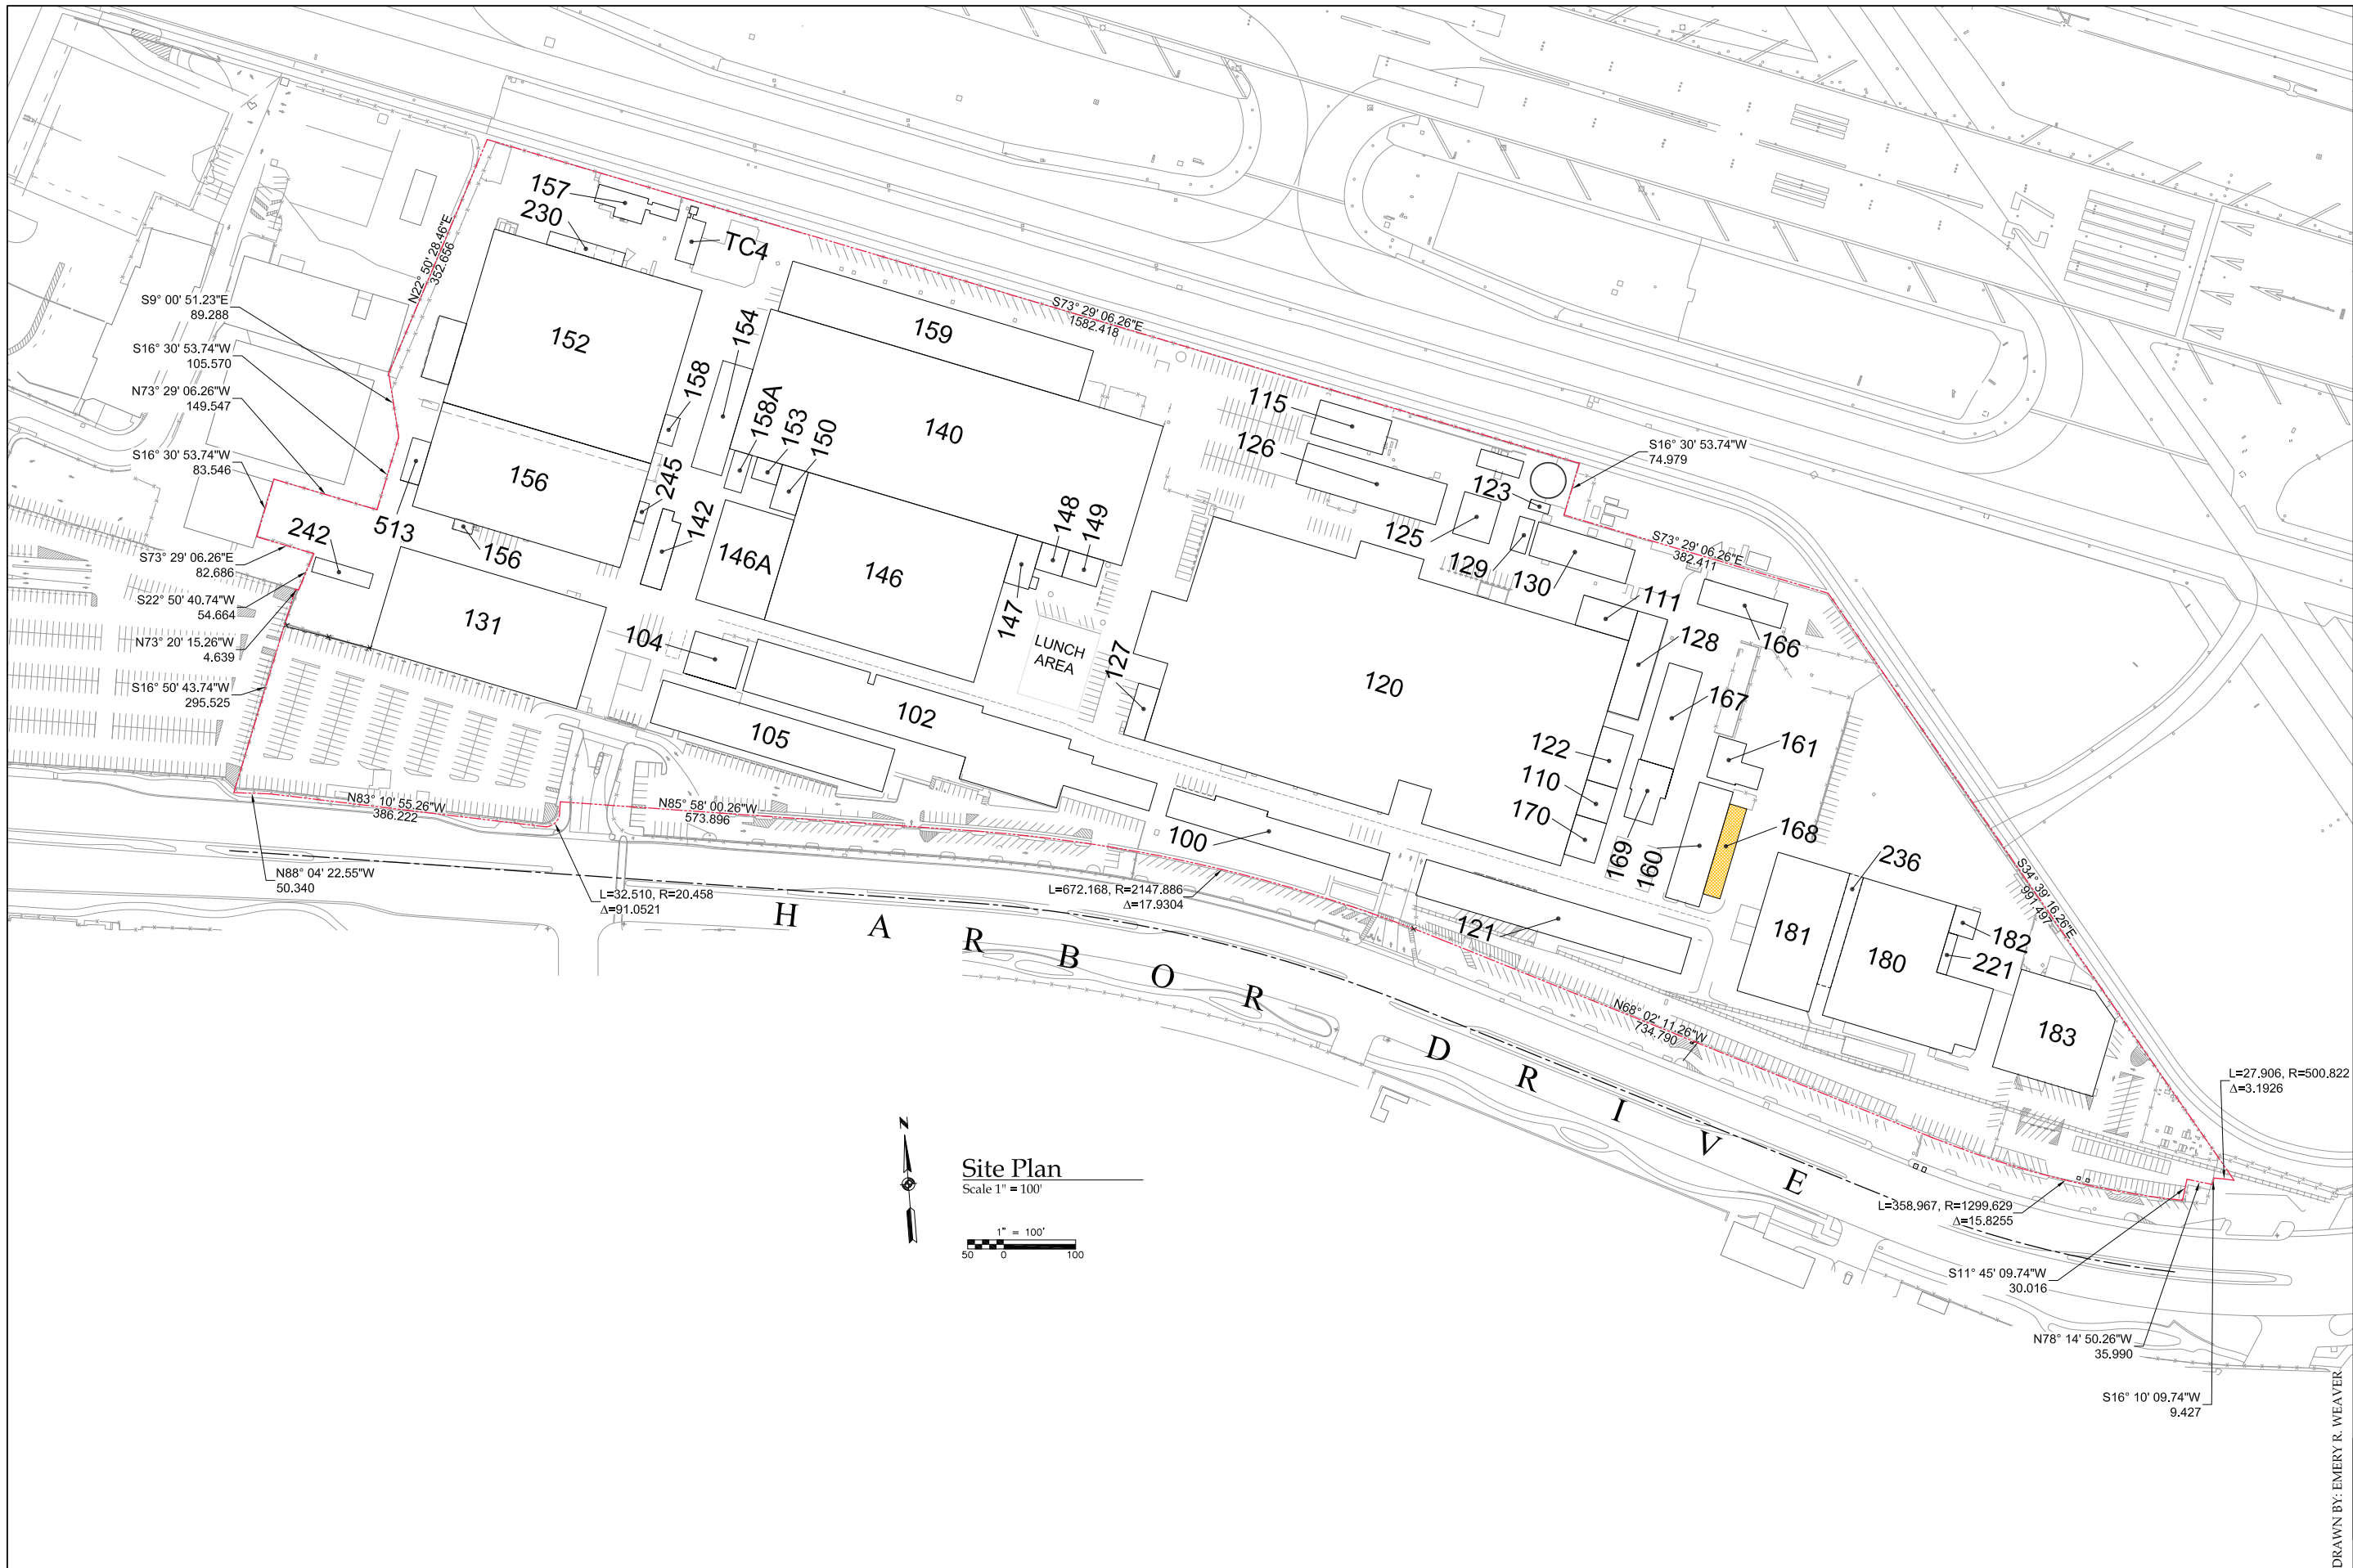 157
230
TC4
N22° 50' 28.46"E
352.656
S9° 00' 51.23"E
89.288
S16° 30' 53.74"W
105.570
N73° 29' 06.26"W
149.547
S16° 30' 53.74"W
83.546
S73° 29' 06.26"E
82.686
S22° 50' 40.74"W
54.664
N73° 20' 15.26"W
4.639
S16° 50' 43.74"W
295.525
152
154
159
S73° 29' 06.26"E
1582.418
158
158A
153
150
140
115
126
S16° 30' 53.74"W
74.979
156
245
142
513
242
156
146A
146
148
149
147
123
125
129
130
S73° 29' 06.26"E
382.411
111
128
166
131
104
LUNCH
AREA
127
120
167
105
102
122
161
110
170
169
160
168
100
121
236
181
180
182
221
183
S34° 39' 16.26"E
991.497
N83° 10' 55.26"W
386.222
N85° 58' 00.26"W
573.896
N88° 04' 22.55"W
50.340
L=32.510, R=20.458
Δ=91.0521
L=672.168, R=2147.886
Δ=17.9304
HARBOR
DRIVE
N68° 02' 11.26"W
734.790
L=27.906, R=500.822
Δ=3.1926
L=358.967, R=1299.629
Δ=15.8255
S11° 45' 09.74"W
30.016
N78° 14' 50.26"W
35.990
S16° 10' 09.74"W
9.427
N
Site Plan
Scale 1" = 100'
1" = 100'
50 0 100
DRAWN BY: EMERY R. WEAVER